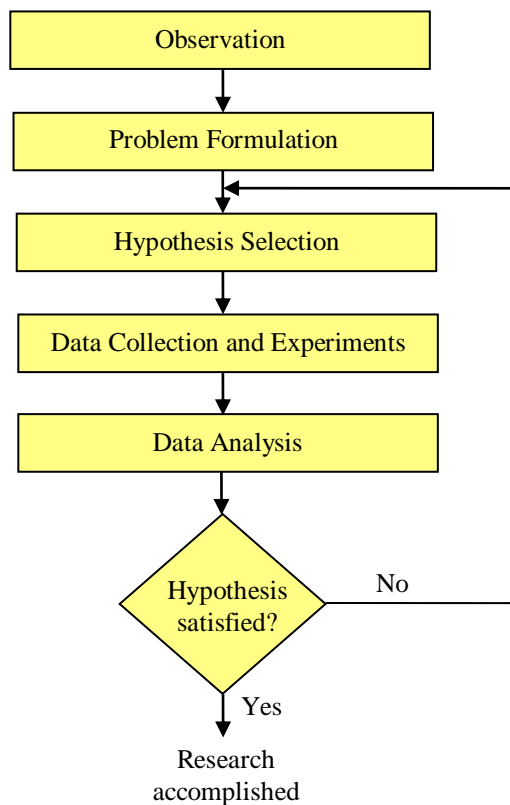 Observation
Problem Formulation
Hypothesis Selection
Data Collection and Experiments
Data Analysis
Hypothesis
satisfied?
No
Yes
Research
accomplished